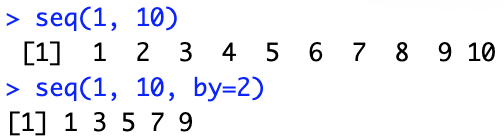 > seq(1, 10)
 [1]  1  2  3  4  5  6  7  8  9 10
> seq(1, 10, by=2)
[1] 1 3 5 7 9